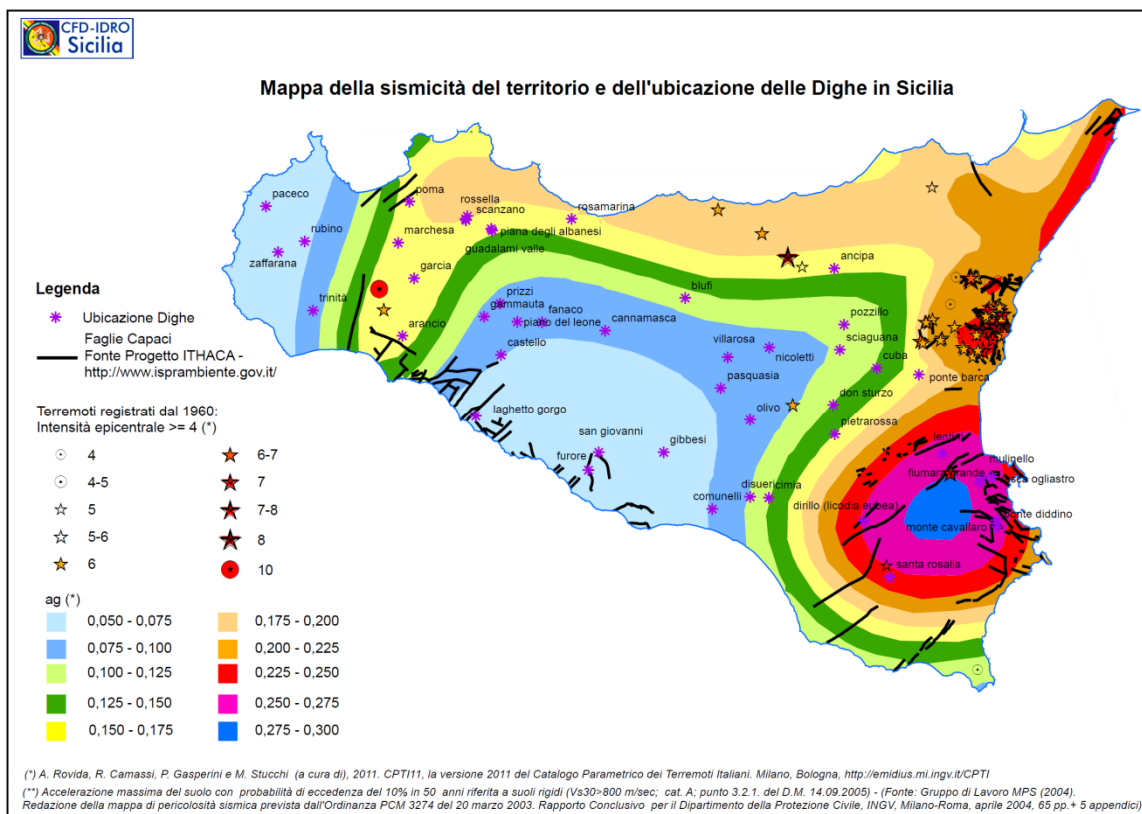 CFD-IDRO
Sicilia
Mappa della sismicità del territorio e dell'ubicazione delle Dighe in Sicilia
paceco
poma
rossella
scanzano
rosamarina
rubino
marchesa
piana degli albanesi
zaffarana
guadalami valle
garcia
ancipa
trinità
prizzi
blufi
gammauta
fanaco
piano del leone
cannamasca
pozzillo
arancio
castello
villarosa
nicoletti
sciaguana
cuba
ponte barca
pasquasia
laghetto gorgo
olivo
don sturzo
pietrarossa
san giovanni
gibbesi
lentini
mulinello
furore
fiumara grande
ogliastro
disuericimia
comunelli
dirillo (licodia eubea)
ponte diddino
monte cavallaro
santa rosalia
Legenda
Ubicazione Dighe
Faglie Capaci
Fonte Progetto ITHACA -
http://www.isprambiente.gov.it/
Terremoti registrati dal 1960:
Intensità epicentrale >= 4 (*)
4
4-5
5
5-6
6
6-7
7
7-8
8
10
ag (*)
0,050 - 0,075
0,075 - 0,100
0,100 - 0,125
0,125 - 0,150
0,150 - 0,175
0,175 - 0,200
0,200 - 0,225
0,225 - 0,250
0,250 - 0,275
0,275 - 0,300
(*) A. Rovida, R. Camassi, P. Gasperini e M. Stucchi (a cura di), 2011. CPTI11, la versione 2011 del Catalogo Parametrico dei Terremoti Italiani. Milano, Bologna, http://emidius.mi.ingv.it/CPTI
(**) Accelerazione massima del suolo con probabilità di eccedenza del 10% in 50 anni riferita a suoli rigidi (Vs30>800 m/sec; cat. A; punto 3.2.1. del D.M. 14.09.2005) - (Fonte: Gruppo di Lavoro MPS (2004).
Redazione della mappa di pericolosità sismica prevista dall'Ordinanza PCM 3274 del 20 marzo 2003. Rapporto Conclusivo per il Dipartimento della Protezione Civile, INGV, Milano-Roma, aprile 2004, 65 pp.+ 5 appendici)